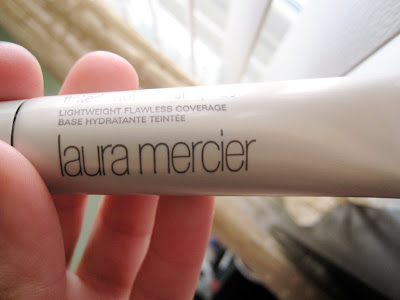 LIGHTWEIGHT FLAWLESS COVERAGE
BASE HYDRATANTE TEINTÉE
laura mercier